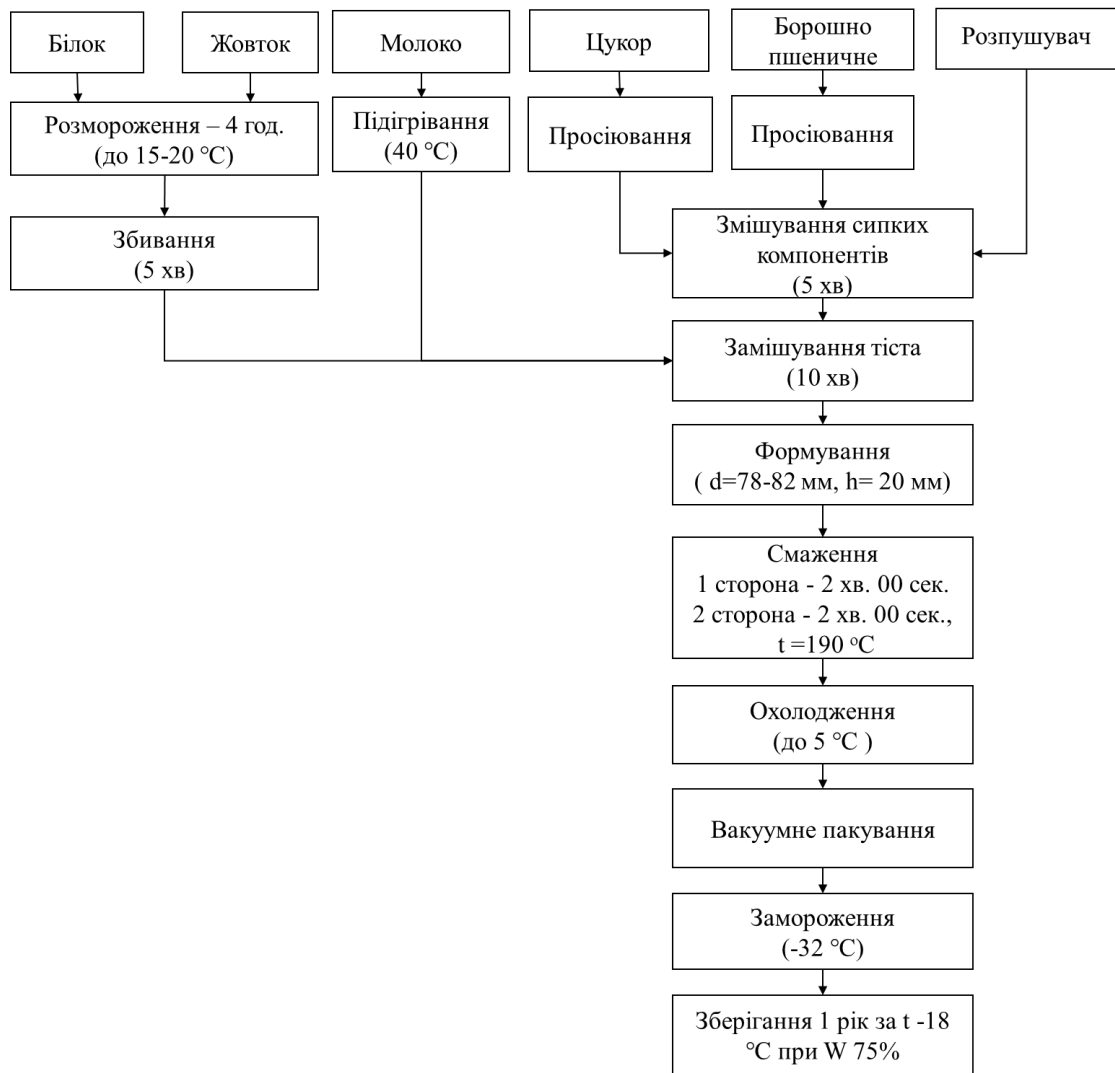 Білок
Жовток
Молоко
Цукор
Борошно
пшеничне
Розпушувач
Розмороження – 4 год.
(до 15-20 °С)
Підігрівання
(40 °С)
Просіювання
Просіювання
Збивання
(5 хв)
Змішування сипких
компонентів
(5 хв)
Замішування тіста
(10 хв)
Формування
( d=78-82 мм, h= 20 мм)
Смаження
1 сторона - 2 хв. 00 сек.
2 сторона - 2 хв. 00 сек.,
t =190 °С
Охолодження
(до 5 °С )
Вакуумне пакування
Замороження
(-32 °С)
Зберігання 1 рік за t -18
°С при W 75%